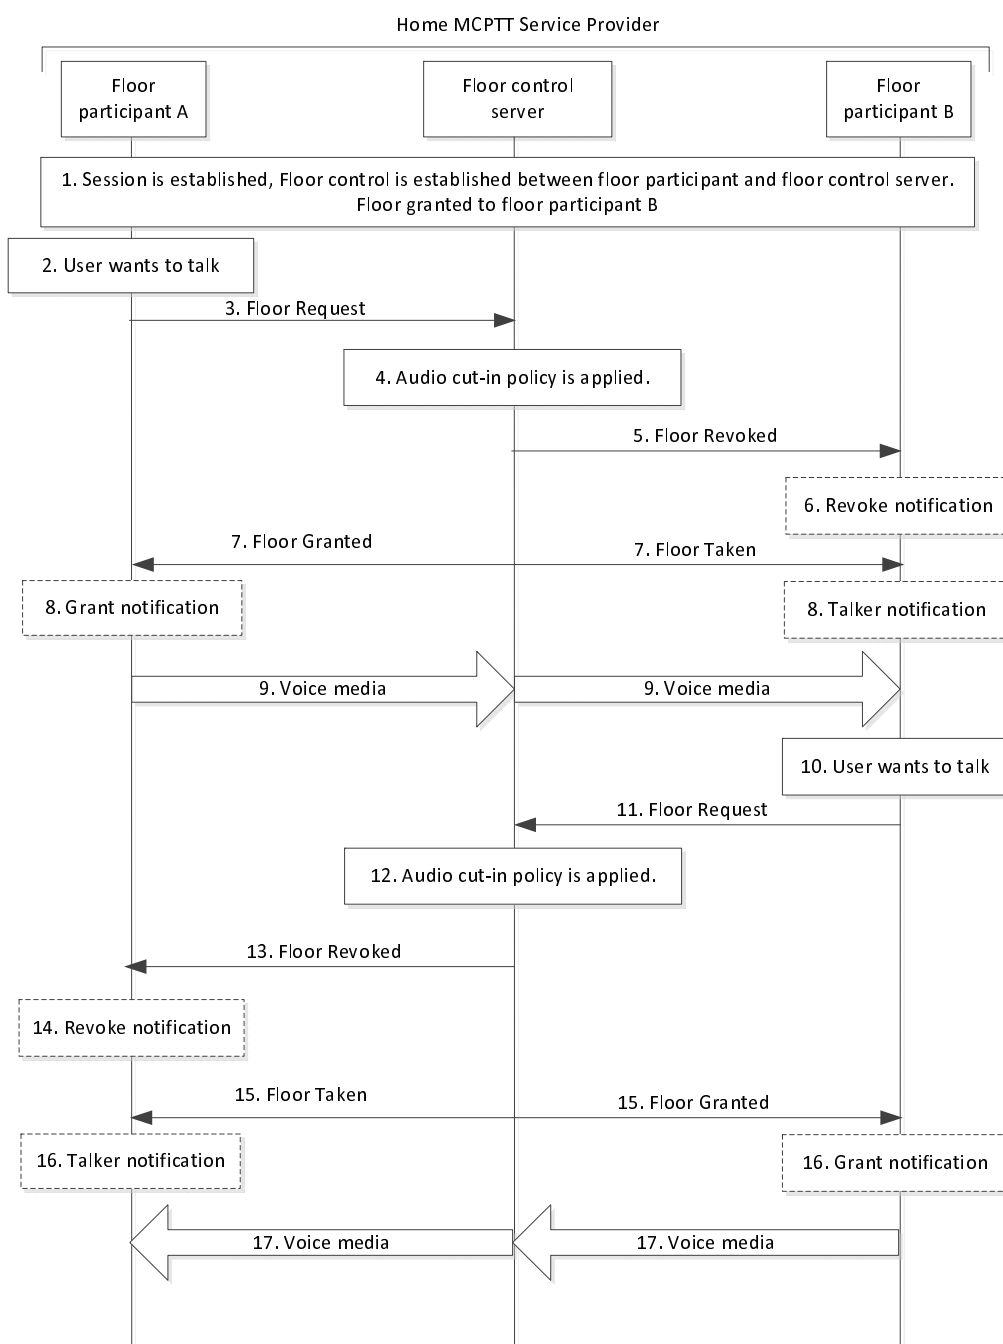 Home MCPTT Service Provider
Floor
participant A
Floor control
server
Floor
participant B
1. Session is established, Floor control is established between floor participant and floor control server.
Floor granted to floor participant B
2. User wants to talk
3. Floor Request
4. Audio cut-in policy is applied.
5. Floor Revoked
6. Revoke notification
7. Floor Granted
7. Floor Taken
8. Grant notification
8. Talker notification
9. Voice media
9. Voice media
10. User wants to talk
11. Floor Request
12. Audio cut-in policy is applied.
13. Floor Revoked
14. Revoke notification
15. Floor Taken
15. Floor Granted
16. Talker notification
16. Grant notification
17. Voice media
17. Voice media